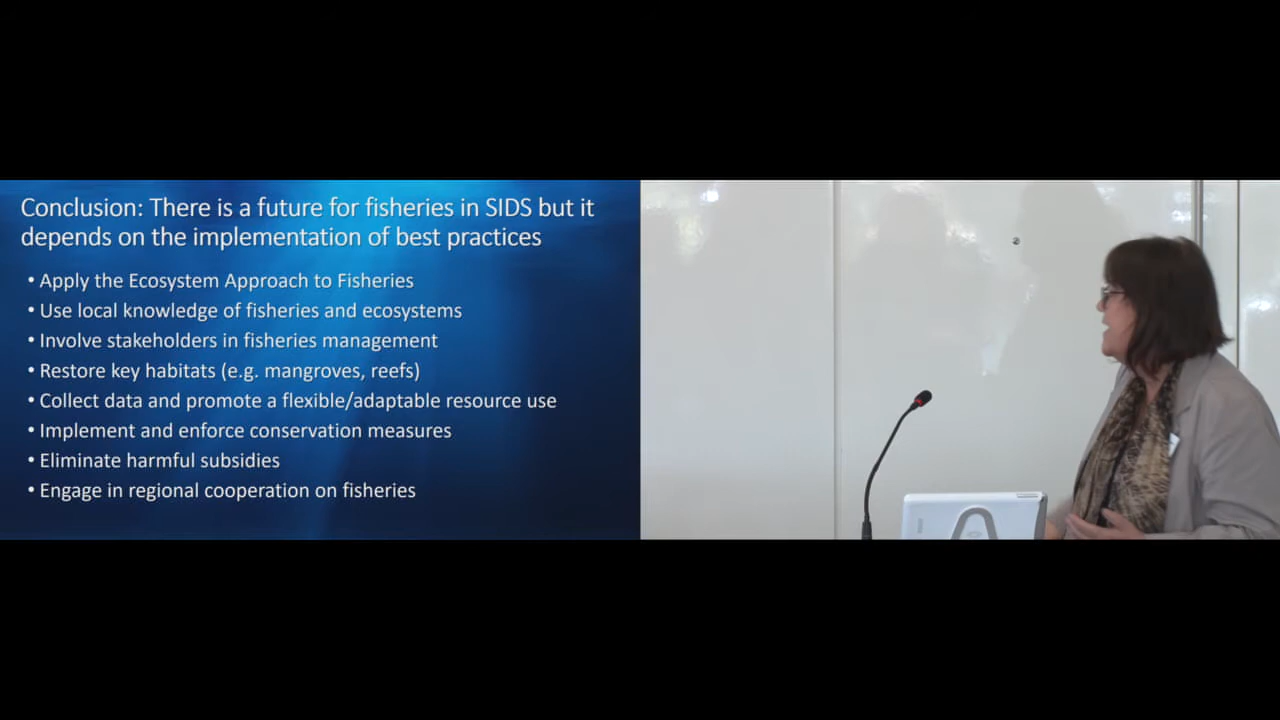 Conclusion: There is a future for fisheries in SIDS but it
depends on the implementation of best practices
• Apply the Ecosystem Approach to Fisheries
• Use local knowledge of fisheries and ecosystems
• Involve stakeholders in fisheries management
• Restore key habitats (e.g. mangroves, reefs)
• Collect data and promote a flexible/adaptable resource use
• Implement and enforce conservation measures
• Eliminate harmful subsidies
• Engage in regional cooperation on fisheries